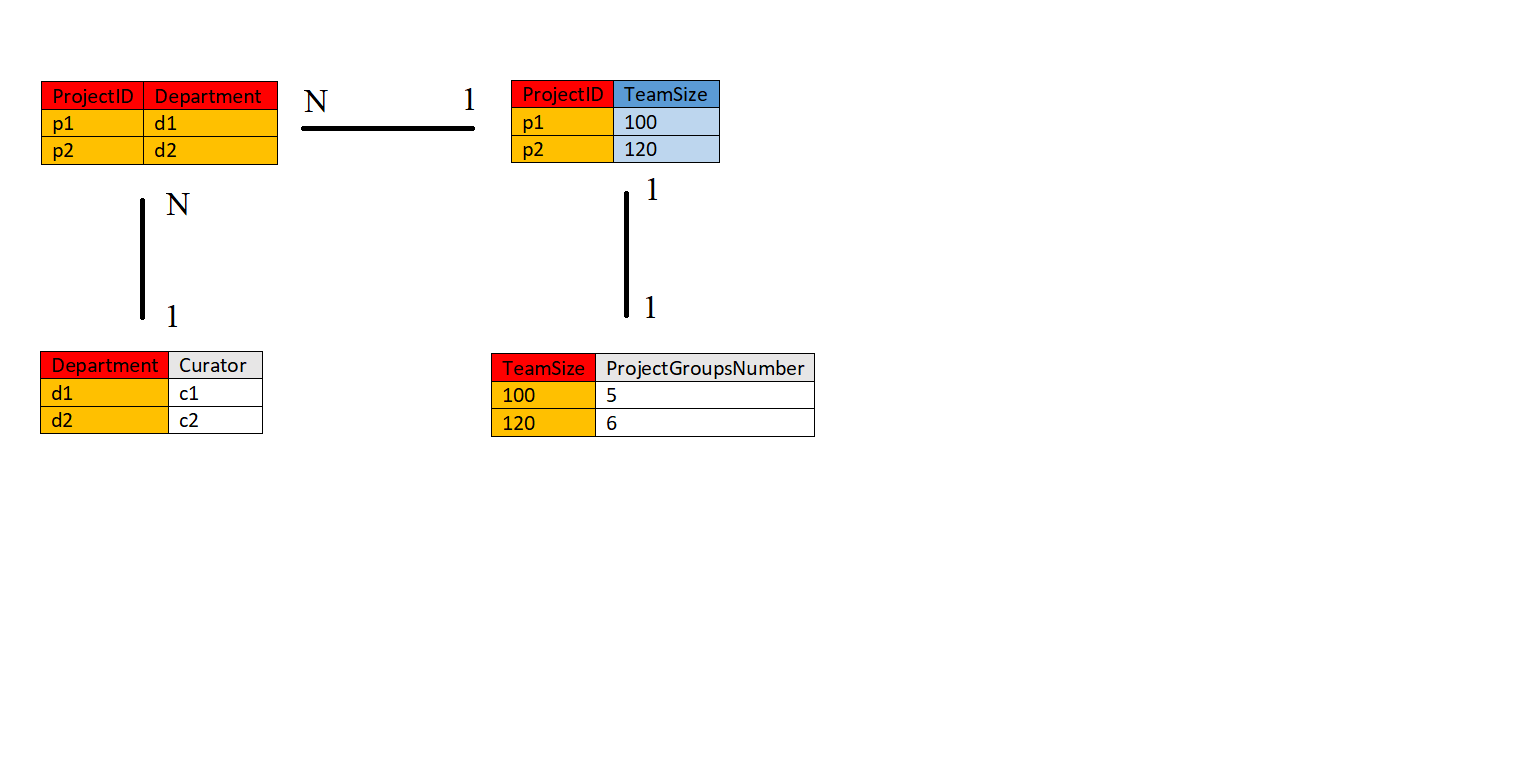 ProjectID Department
p1 d1
p2 d2
N 1
ProjectID TeamSize
p1 100
p2 120
N
1
1
1
Department Curator
d1 c1
d2 c2
TeamSize ProjectGroupsNumber
100 5
120 6